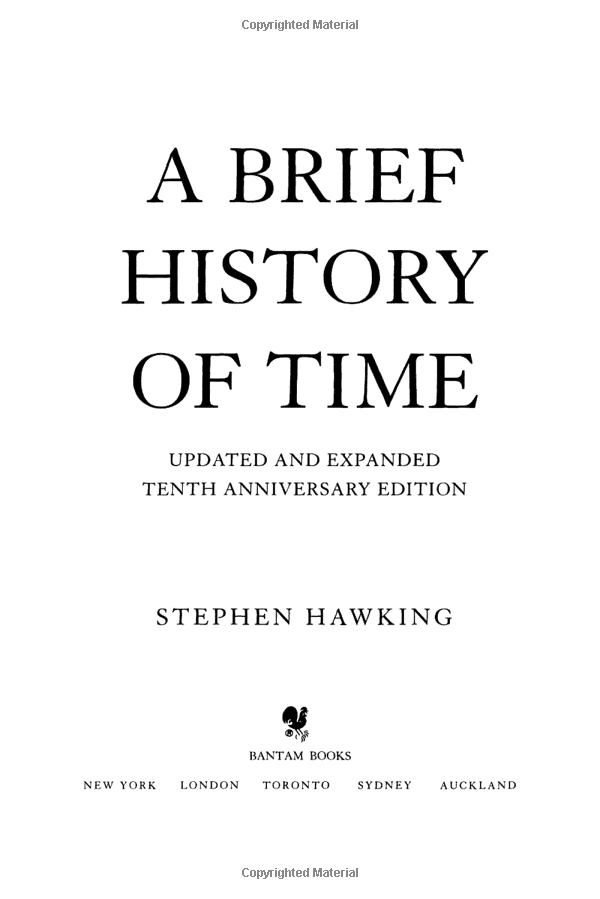 Copyrighted Material
A BRIEF
HISTORY
OF TIME
UPDATED AND EXPANDED
TENTH ANNIVERSARY EDITION
STEPHEN HAWKING
BANTAM BOOKS
NEW YORK LONDON TORONTO SYDNEY AUCKLAND
Copyrighted Material